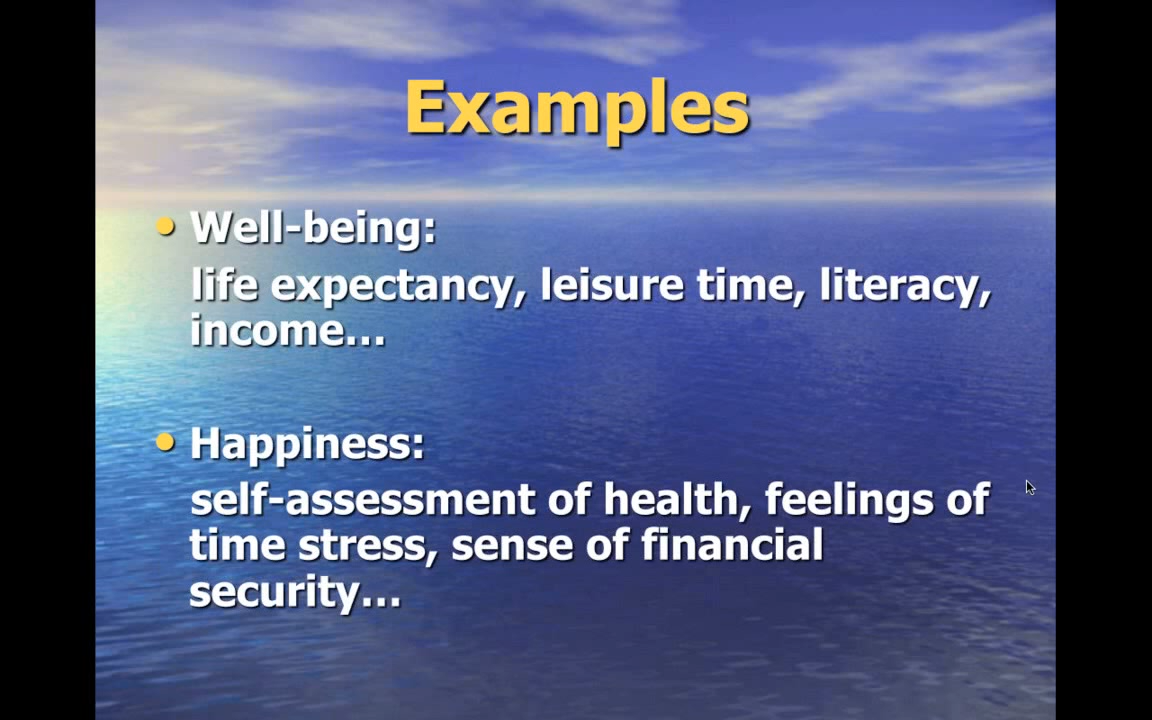 Examples
• Well-being:
life expectancy, leisure time, literacy,
income…
• Happiness:
self-assessment of health, feelings of
time stress, sense of financial
security…